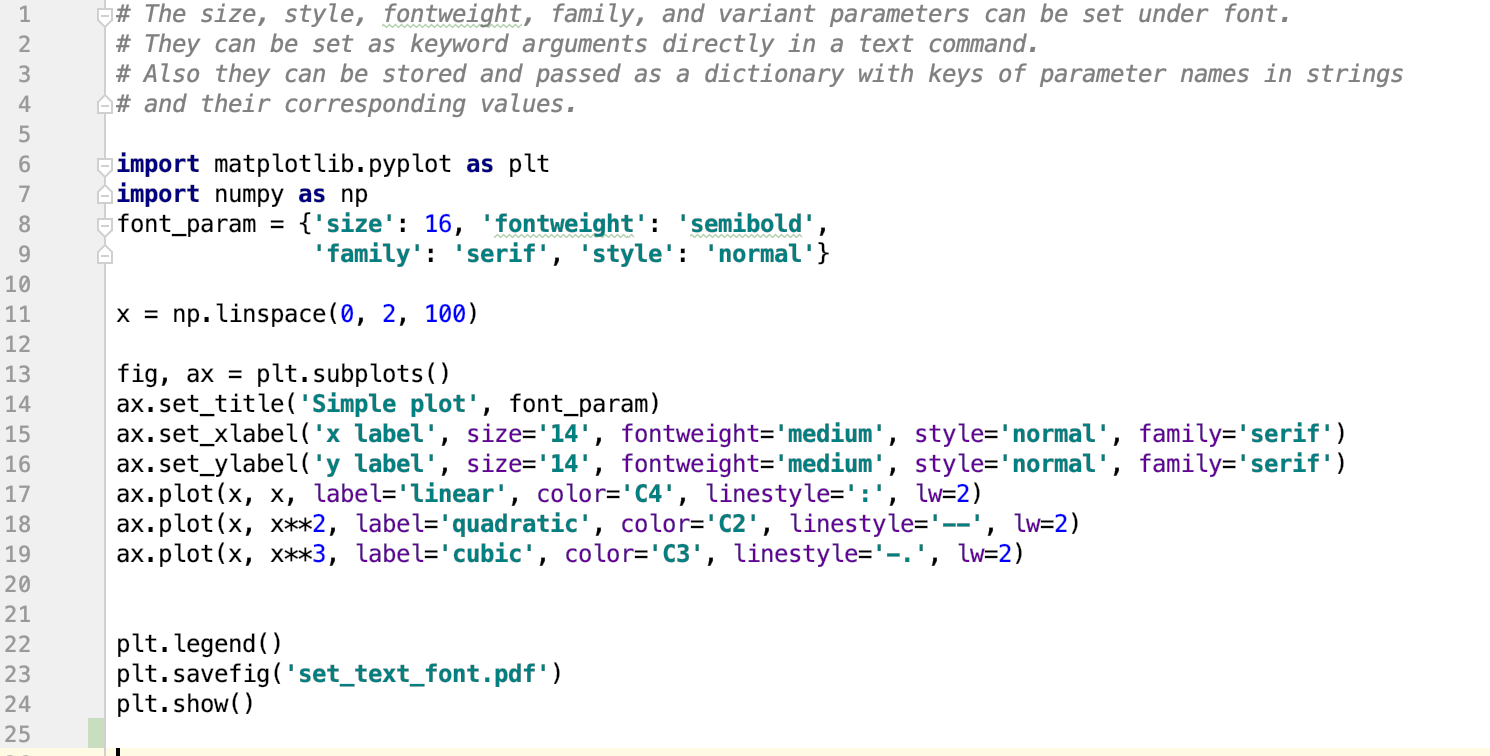 1 # The size, style, fontweight, family, and variant parameters can be set under font.
2 # They can be set as keyword arguments directly in a text command.
3 # Also they can be stored and passed as a dictionary with keys of parameter names in strings
4 # and their corresponding values.
5
6 import matplotlib.pyplot as plt
7 import numpy as np
8 font_param = {'size': 16, 'fontweight': 'semibold',
9               'family': 'serif', 'style': 'normal'}
10
11 x = np.linspace(0, 2, 100)
12
13 fig, ax = plt.subplots()
14 ax.set_title('Simple plot', font_param)
15 ax.set_xlabel('x label', size='14', fontweight='medium', style='normal', family='serif')
16 ax.set_ylabel('y label', size='14', fontweight='medium', style='normal', family='serif')
17 ax.plot(x, x, label='linear', color='C4', linestyle=':', lw=2)
18 ax.plot(x, x**2, label='quadratic', color='C2', linestyle='--', lw=2)
19 ax.plot(x, x**3, label='cubic', color='C3', linestyle='-.', lw=2)
20
21
22 plt.legend()
23 plt.savefig('set_text_font.pdf')
24 plt.show()
25